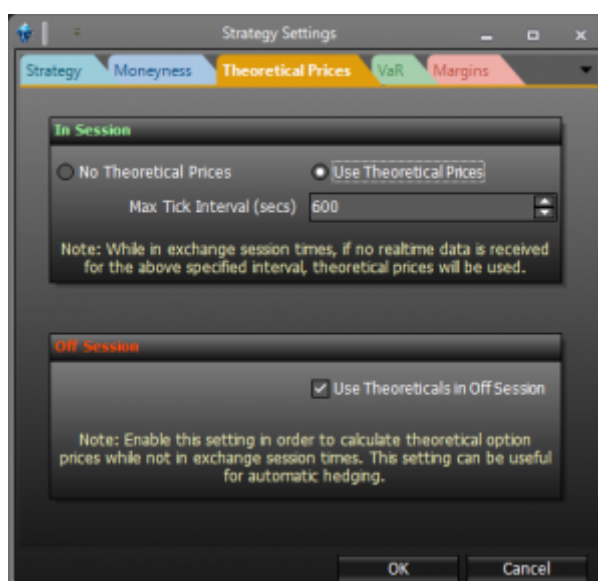 Strategy Settings
Strategy Moneyness Theoretical Prices VaR Margins
In Session
No Theoretical Prices Use Theoretical Prices
Max Tick Interval (secs) 600
Note: While in exchange session times, if no realtime data is received
for the above specified interval, theoretical prices will be used.
Off Session
Use Theoreticals in Off Session
Note: Enable this setting in order to calculate theoretical option
prices while not in exchange session times. This setting can be useful
for automatic hedging.
OK Cancel